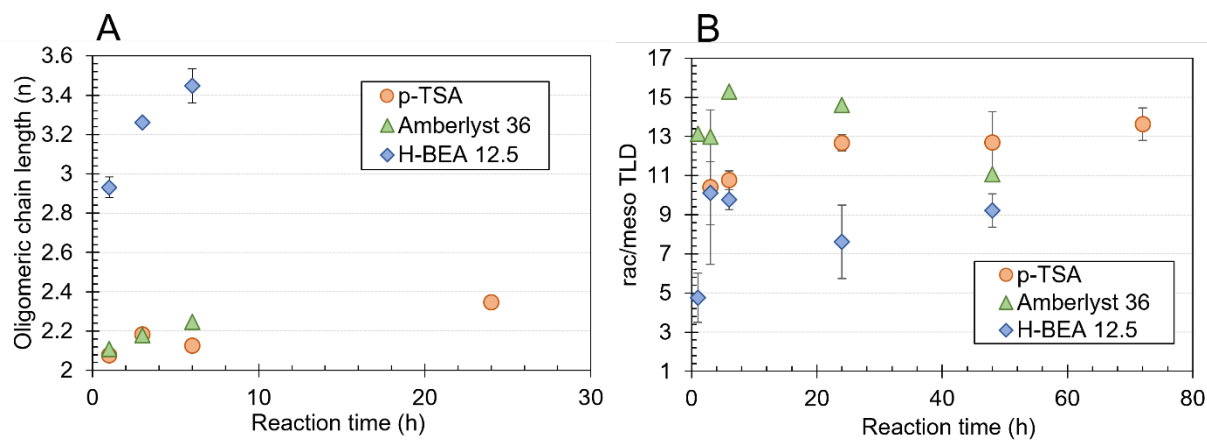 A
Oligomeric chain length (n)
3.6
3.4
3.2
3
2.8
2.6
2.4
2.2
2
0
10
20
30
Reaction time (h)
p-TSA
Amberlyst 36
H-BEA 12.5
B
rac/meso TLD
17
15
13
11
9
7
5
3
1
0
20
40
60
80
Reaction time (h)
p-TSA
Amberlyst 36
H-BEA 12.5